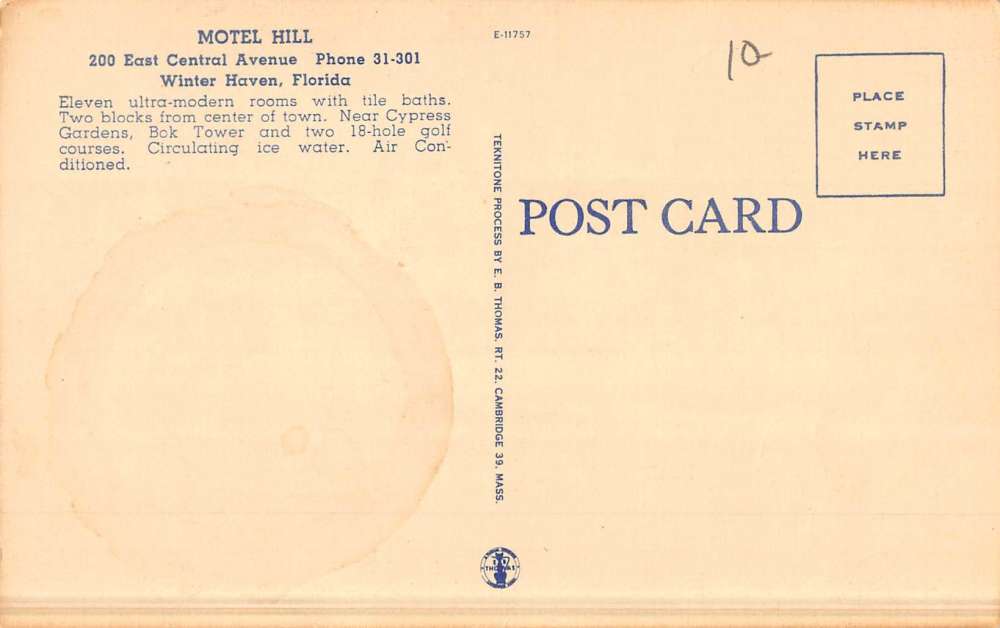 MOTEL HILL
200 East Central Avenue Phone 31-301
Winter Haven, Florida
Eleven ultra-modern rooms with tile baths.
Two blocks from center of town. Near Cypress
Gardens, Bok Tower and two 18-hole golf
courses. Circulating ice water. Air Con-
ditioned.
E-11757
TEKNITONE PROCESS BY E. B. THOMAS, RT. 22, CAMBRIDGE 39, MASS.
THOMAS
10
POST CARD
PLACE
STAMP
HERE